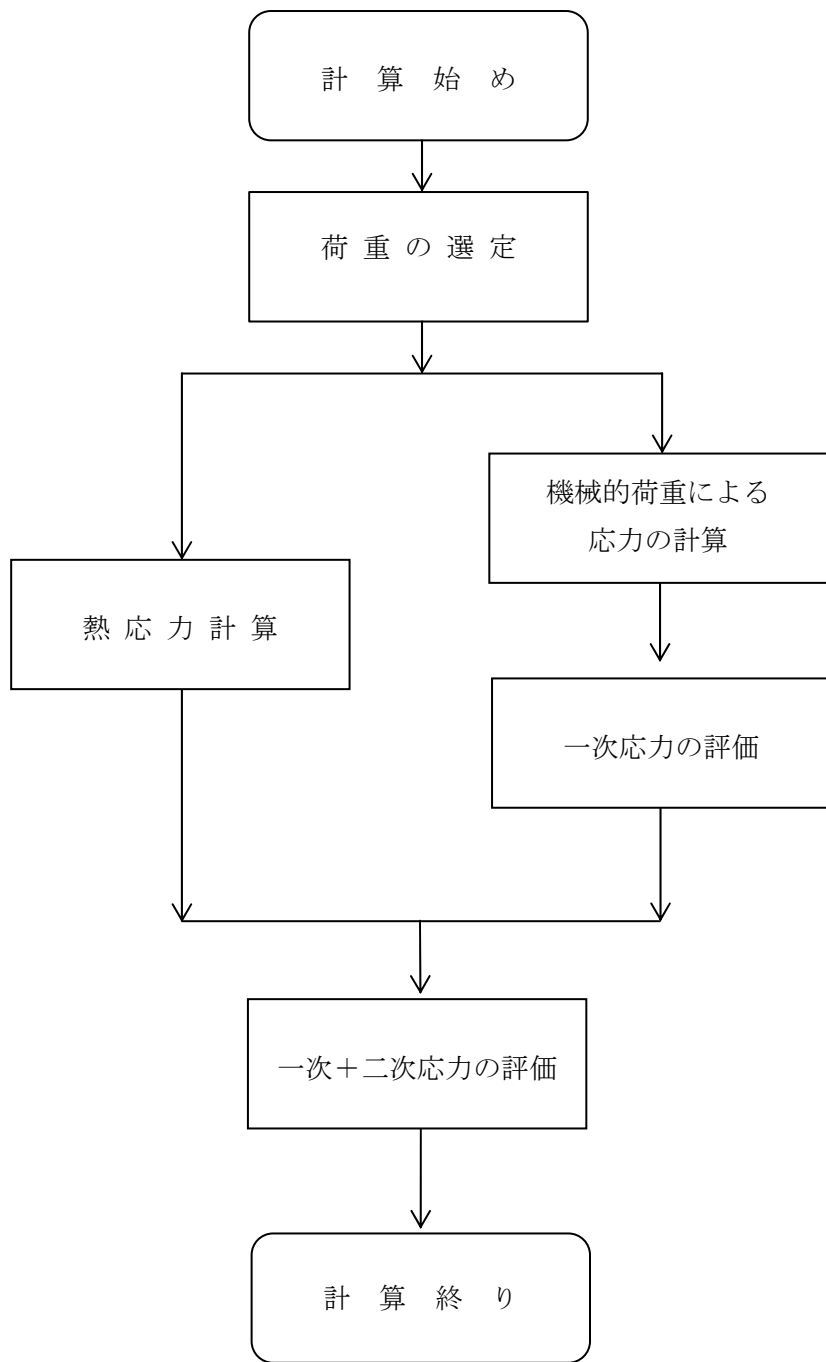 計 算 始 め
荷 重 の 選 定
機械的荷重による
応力の計算
熱 応 力 計 算
一次応力の評価
一次＋二次応力の評価
計 算 終 り